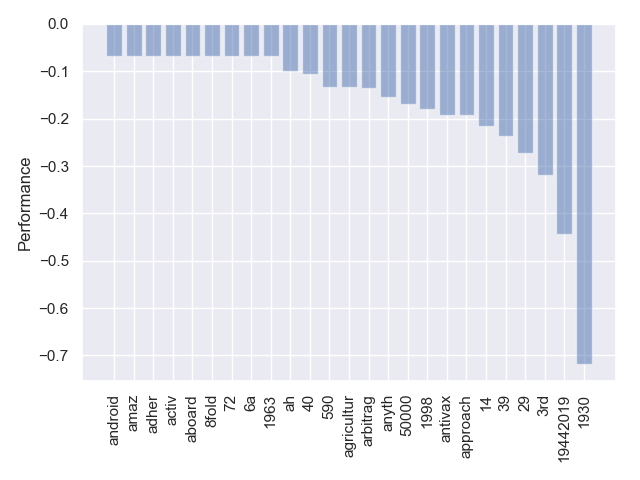 0.0
−0.1
−0.2
−0.3
−0.4
−0.5
−0.6
−0.7
Performance
android
amaz
adher
activ
aboard
8fold
72
6a
1963
ah
40
590
agricultur
arbitrag
anyth
50000
1998
antivax
approach
14
39
29
3rd
19442019
1930